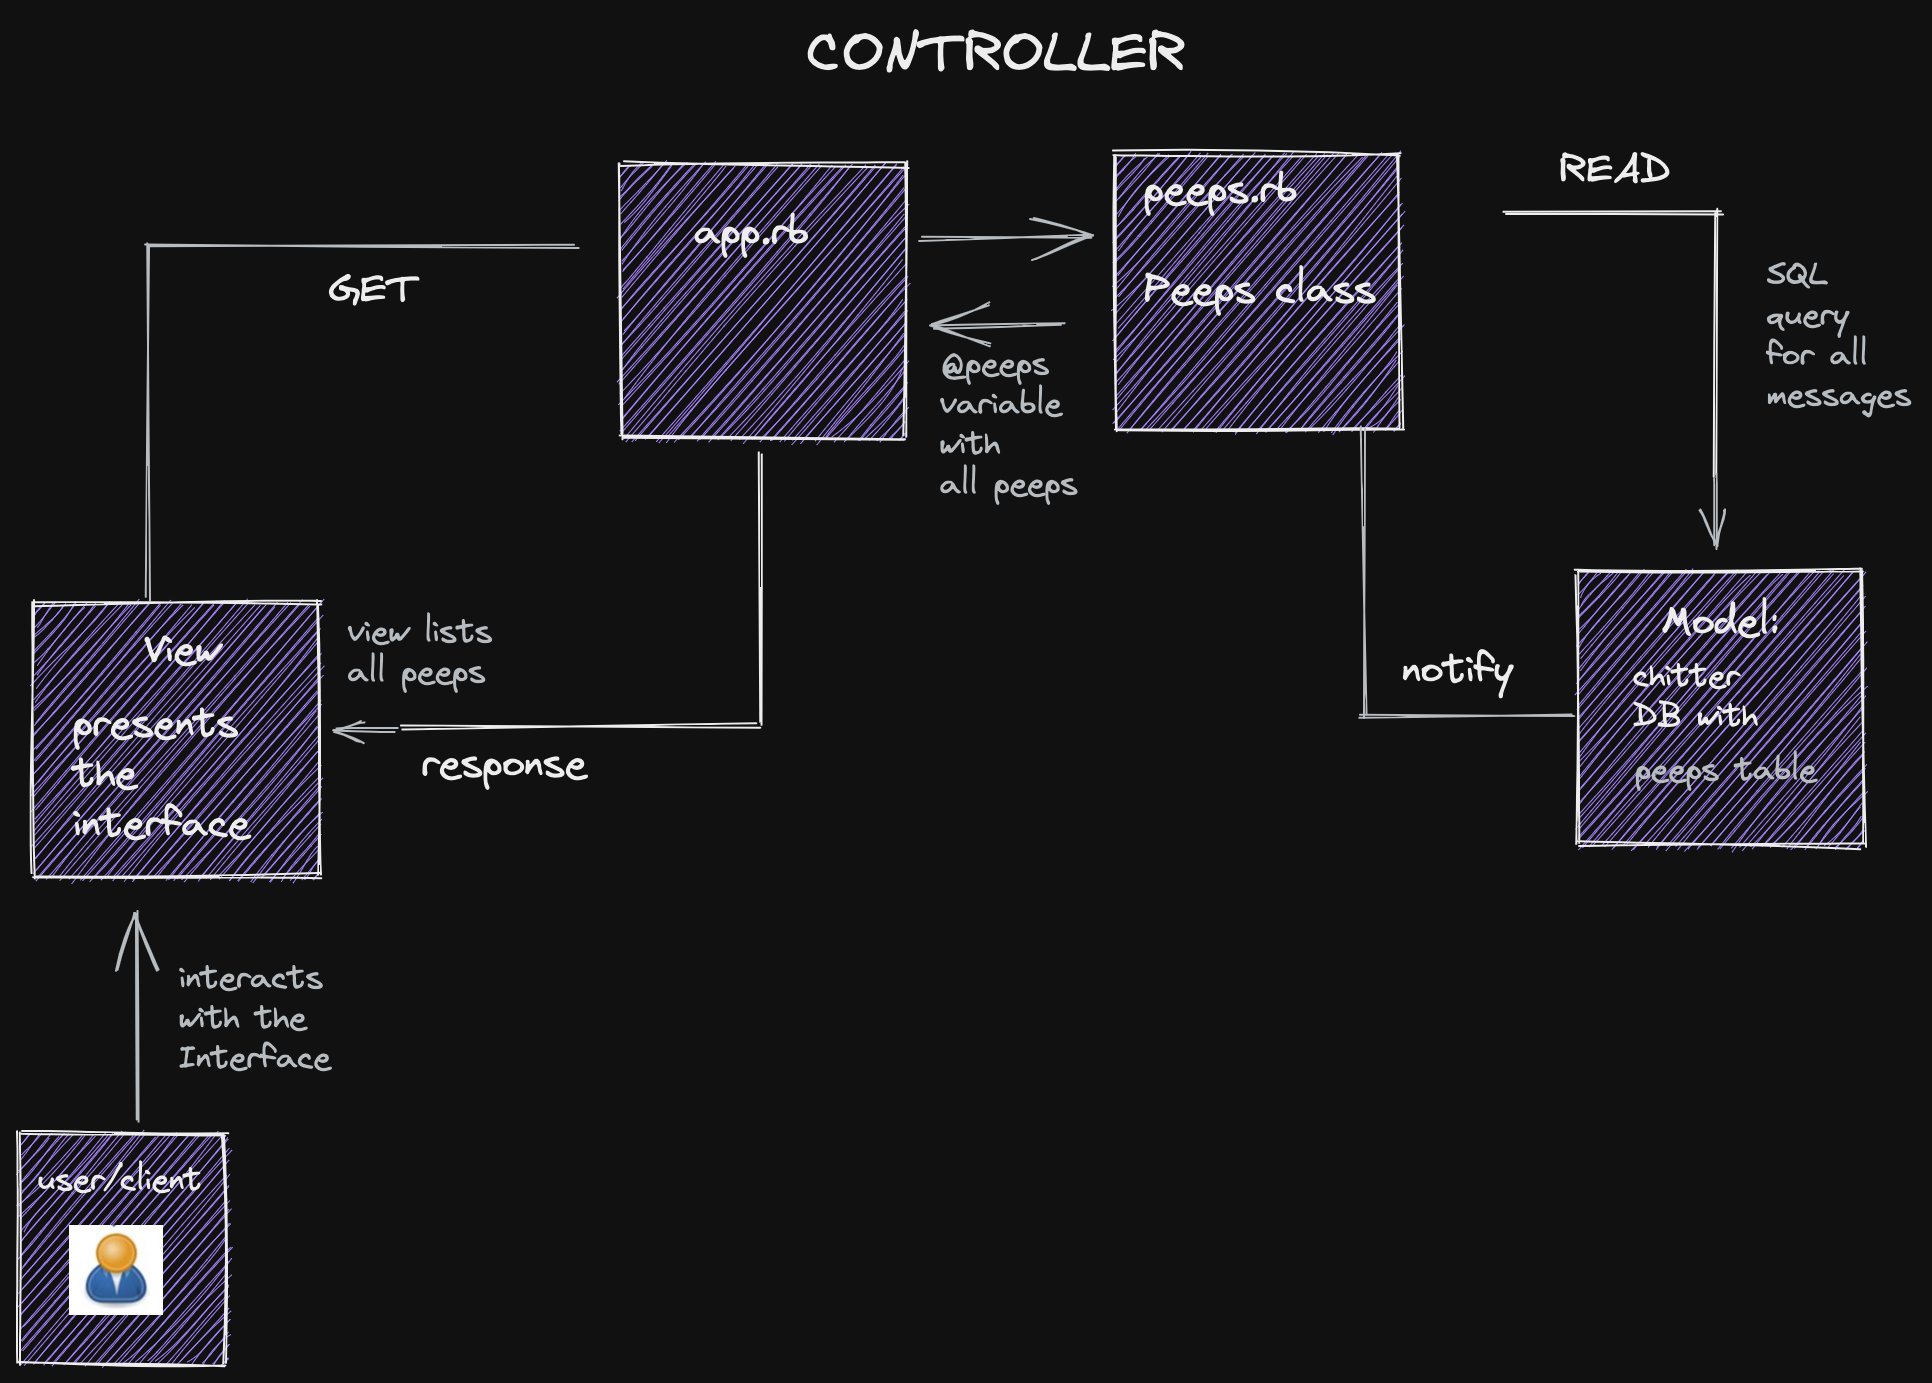 CONTROLLER
app.rb
peeps.rb
Peeps class
READ
GET
@peeps
variable
with
all peeps
SQL
query
for all
messages
View
presents
the
interface
view lists
all peeps
response
notify
Model:
chitter
DB with
peeps table
interacts
with the
Interface
user/client